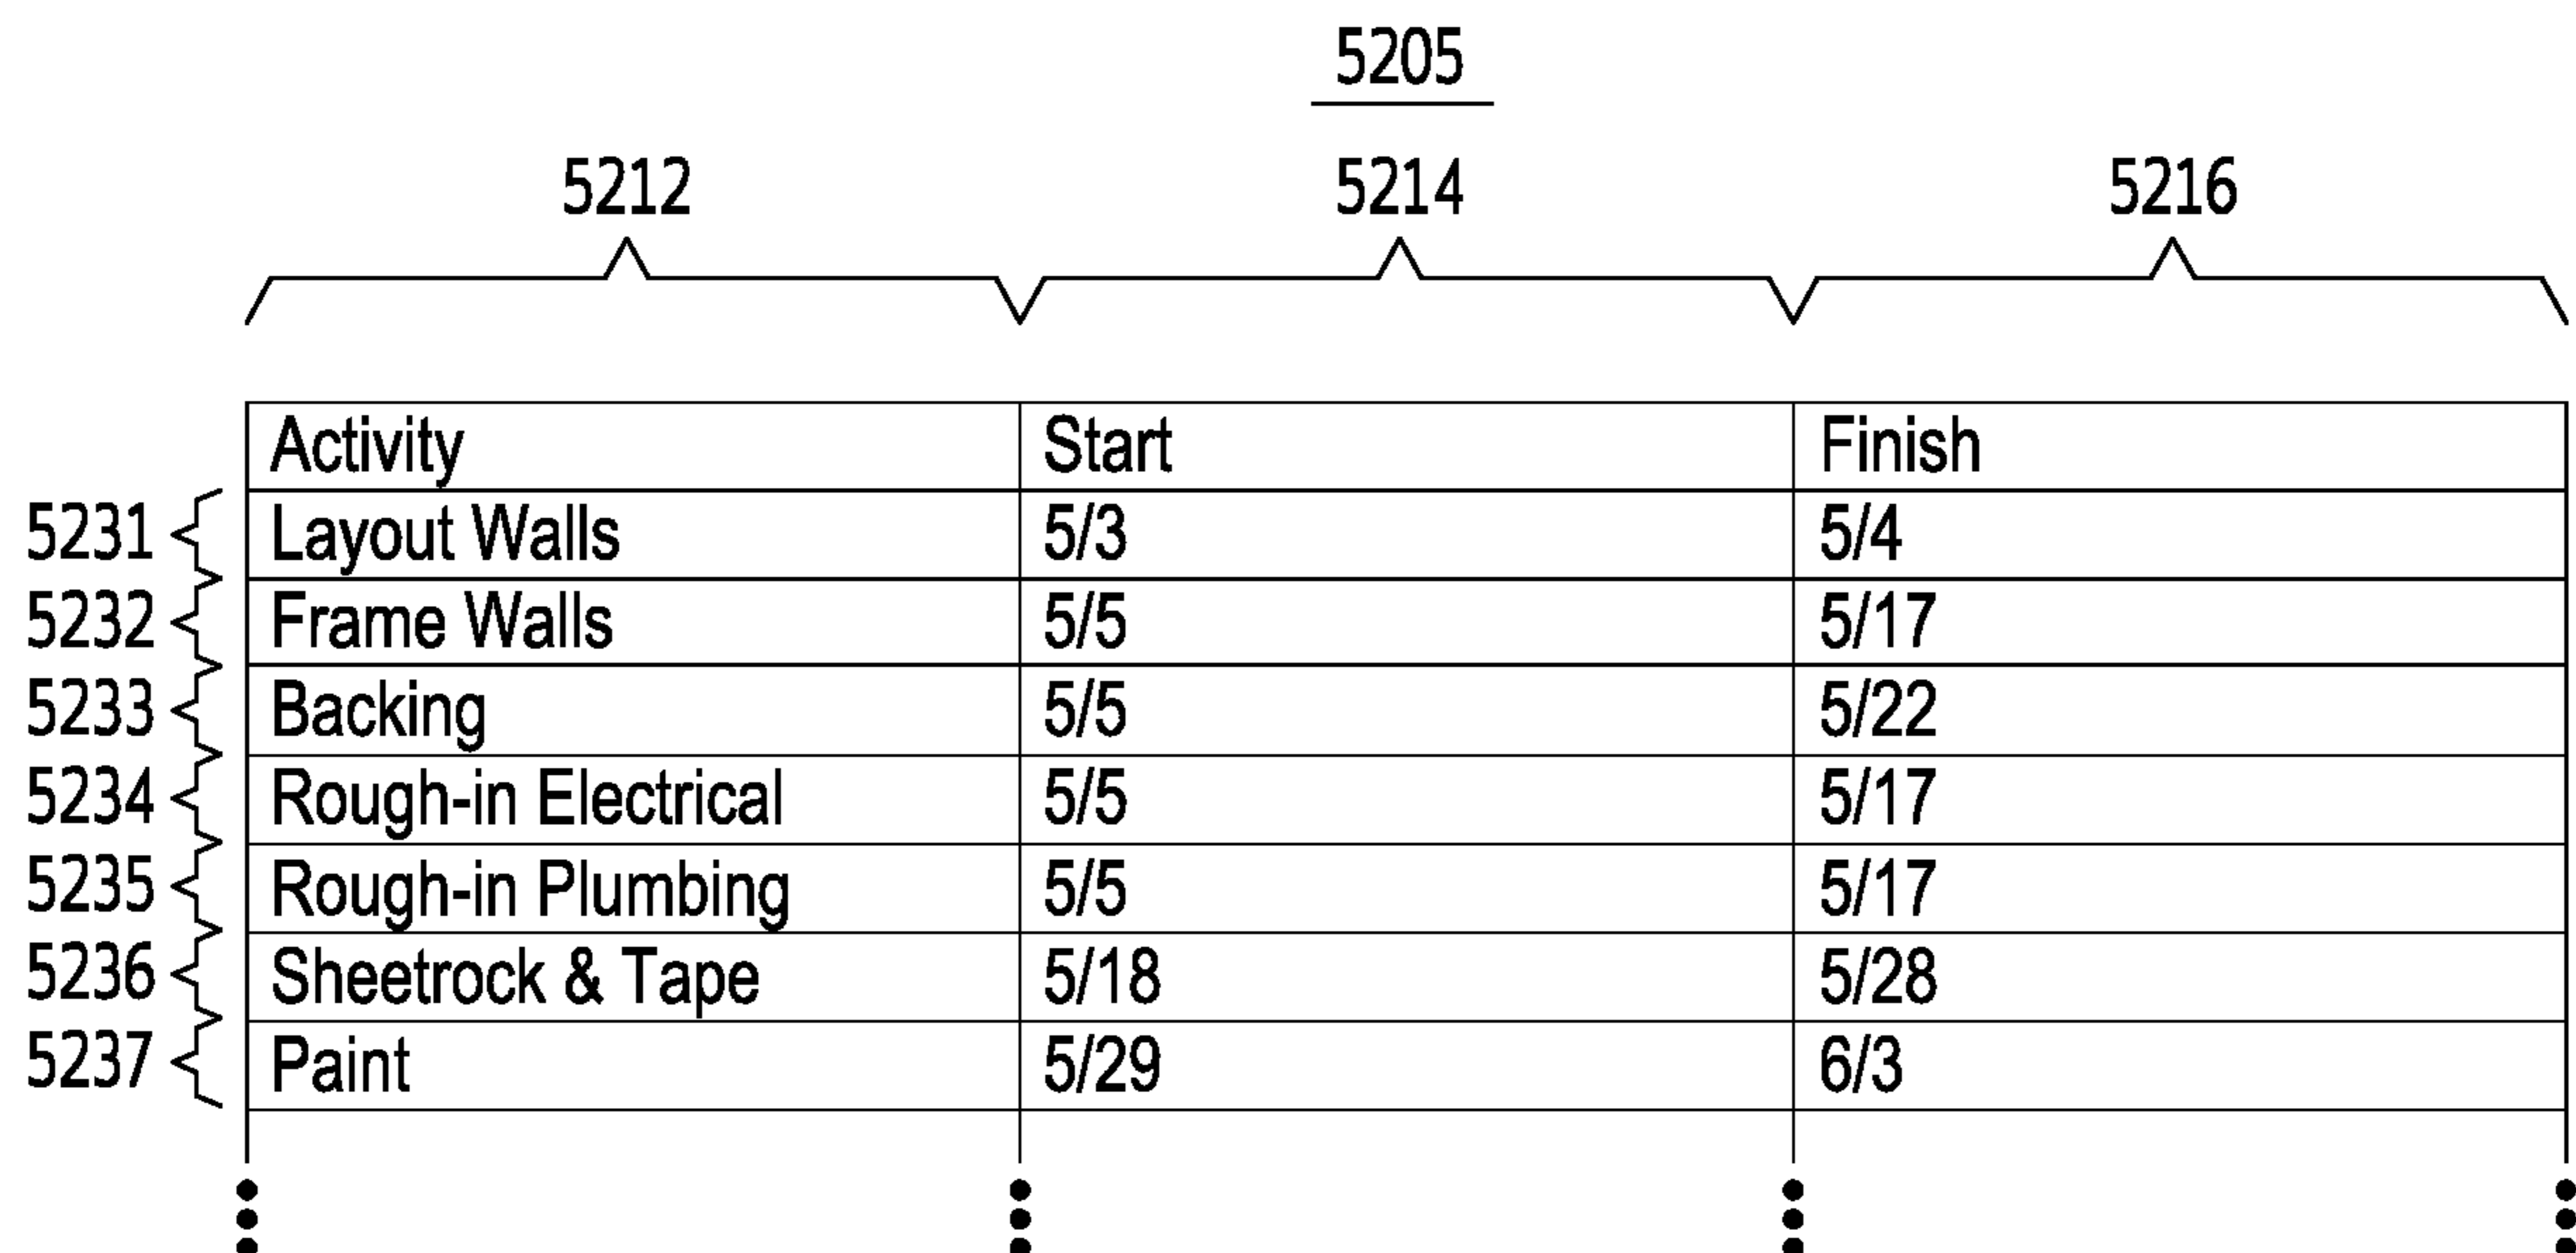 5205
5212 5214 5216
Activity Start Finish
5231 Layout Walls 5/3 5/4
5232 Frame Walls 5/5 5/17
5233 Backing 5/5 5/22
5234 Rough-in Electrical 5/5 5/17
5235 Rough-in Plumbing 5/5 5/17
5236 Sheetrock & Tape 5/18 5/28
5237 Paint 5/29 6/3